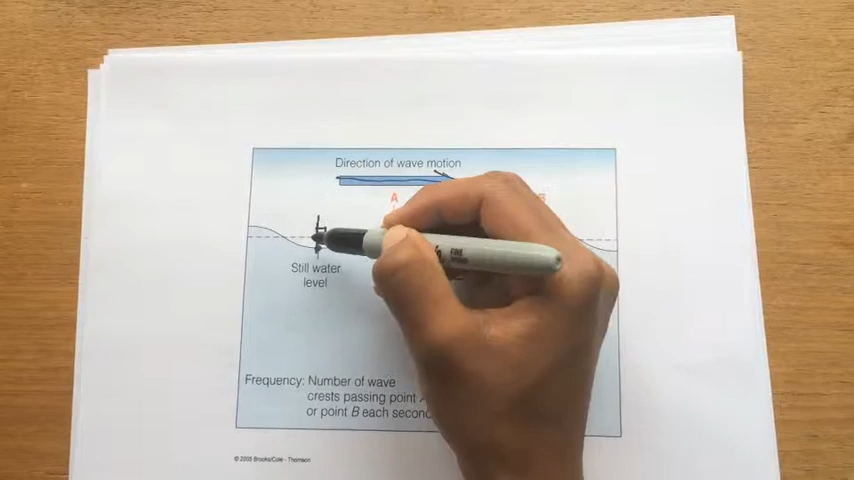 Direction of wave motion
A
B
Still water
level
FINE
Frequency: Number of wave
crests passing point
or point B each second
© 2005 Brooks/Cole - Thomson